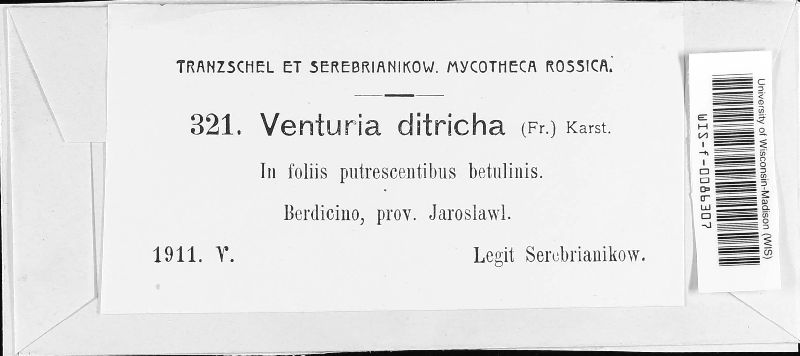 TRANZSCHEL ET SEREBRIANIKOW. MYCOTHECA ROSSICA.
321. Venturia ditricha (Fr.) Karst.
In foliis putrescentibus betulinis.
Berdicino, prov. Jaroslawl.
1911. V. Legit Serebrianikow.
University of Wisconsin-Madison (WIS)
WIS-f-0086307